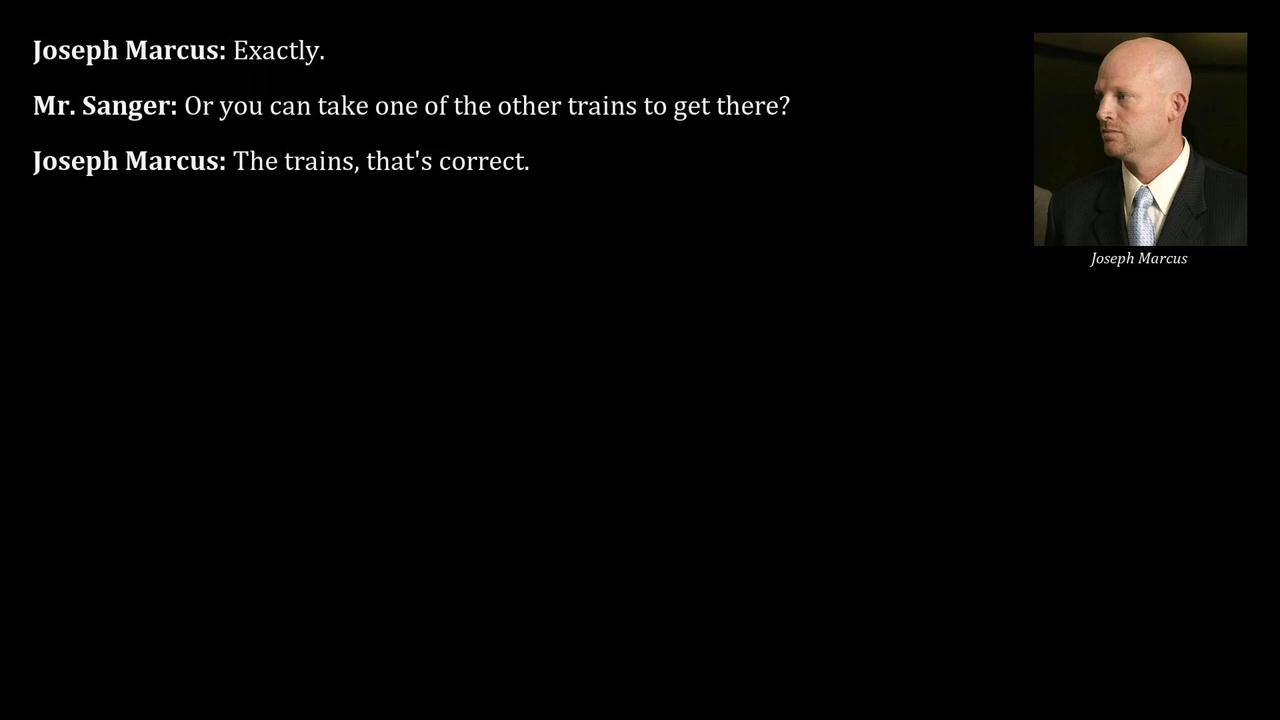 Joseph Marcus: Exactly.
Mr. Sanger: Or you can take one of the other trains to get there?
Joseph Marcus: The trains, that's correct.
Joseph Marcus